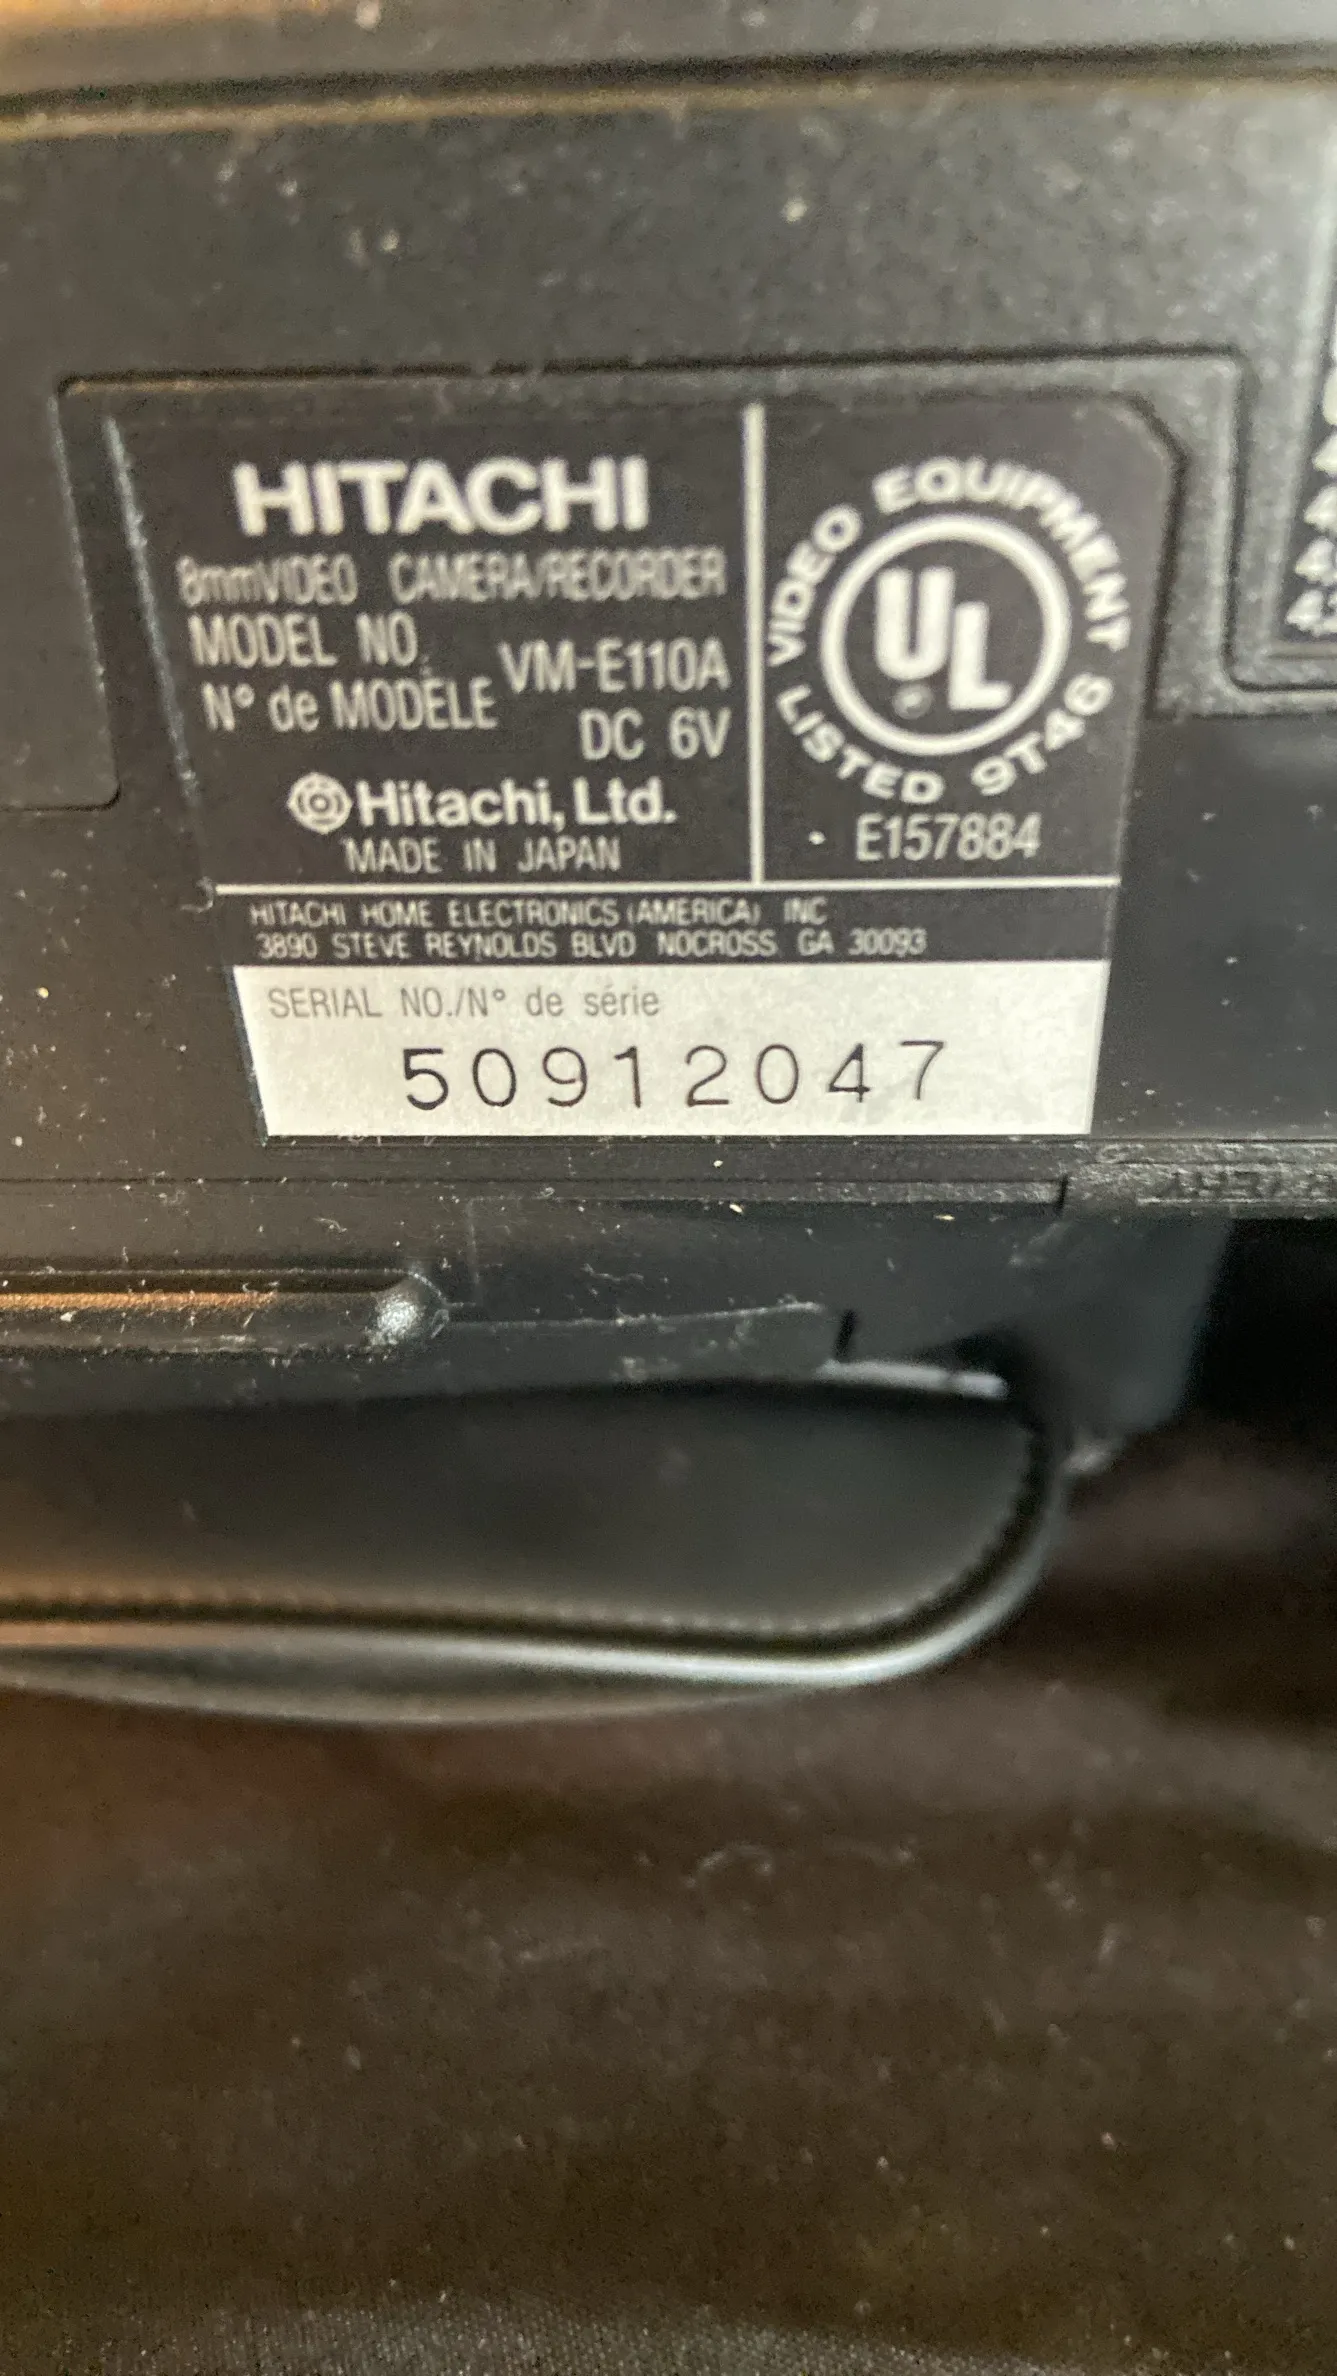 HITACHI
8mmVIDEO CAMERA/RECORDER
MODEL NO.
N° de MODÈLE
VM-E110A
DC 6V
Hitachi, Ltd.
MADE IN JAPAN
VIDEO EQUIPMENT
UL
LISTED 9T46
E157884
HITACHI HOME ELECTRONICS (AMERICA) INC
3890 STEVE REYNOLDS BLVD NOCROSS GA 30093
SERIAL NO./N° de série
50912047